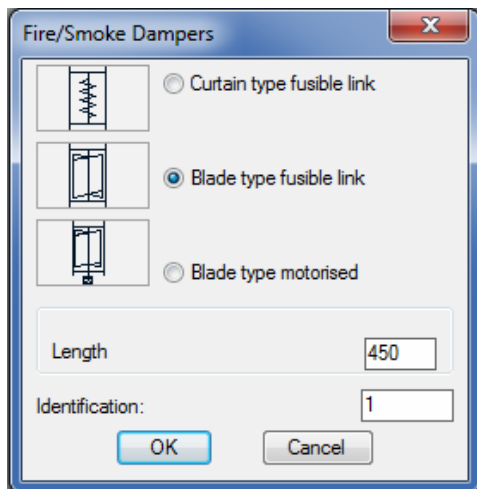 Fire/Smoke Dampers
Curtain type fusible link
Blade type fusible link
Blade type motorised
Length 450
Identification: 1
OK Cancel